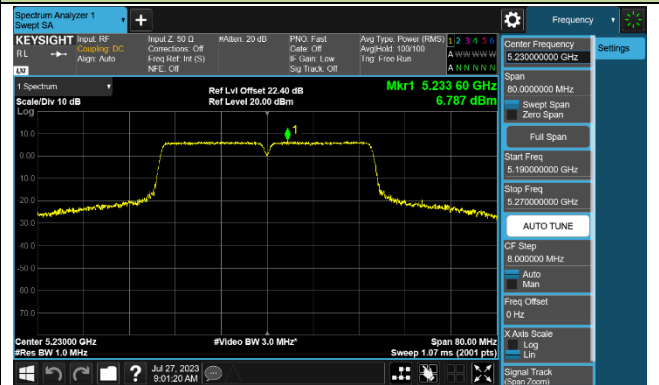 Spectrum Analyzer 1
Swept SA
Frequency
KEYSIGHT
RL
LXI
Input: RF
Coupling: DC
Align: Auto
Input Z: 50 Ω
Corrections: Off
Freq Ref: Int (S)
NFE: Off
#Atten: 20 dB
PNO: Fast
Gate: Off
IF Gain: Low
Sig Track: Off
Avg Type: Power (RMS)
Avg|Hold: 100/100
Trig: Free Run
1 2 3 4 5 6
A W W W W W
A N N N N N
Center Frequency
5.230000000 GHz
Settings
Span
80.0000000 MHz
Swept Span
Zero Span
Full Span
Start Freq
5.190000000 GHz
Stop Freq
5.270000000 GHz
AUTO TUNE
CF Step
8.000000 MHz
Auto
Man
Freq Offset
0 Hz
X Axis Scale
Log
Lin
Signal Track
(Span Zoom)
1 Spectrum
Scale/Div 10 dB
Log
Ref Lvl Offset 22.40 dB
Ref Level 20.00 dBm
Mkr1 5.233 60 GHz
6.787 dBm
1
10.0
0.00
-10.0
-20.0
-30.0
-40.0
-50.0
-60.0
-70.0
Center 5.23000 GHz
#Res BW 1.0 MHz
#Video BW 3.0 MHz*
Span 80.00 MHz
Sweep 1.07 ms (2001 pts)
?
Jul 27, 2023
9:01:20 AM